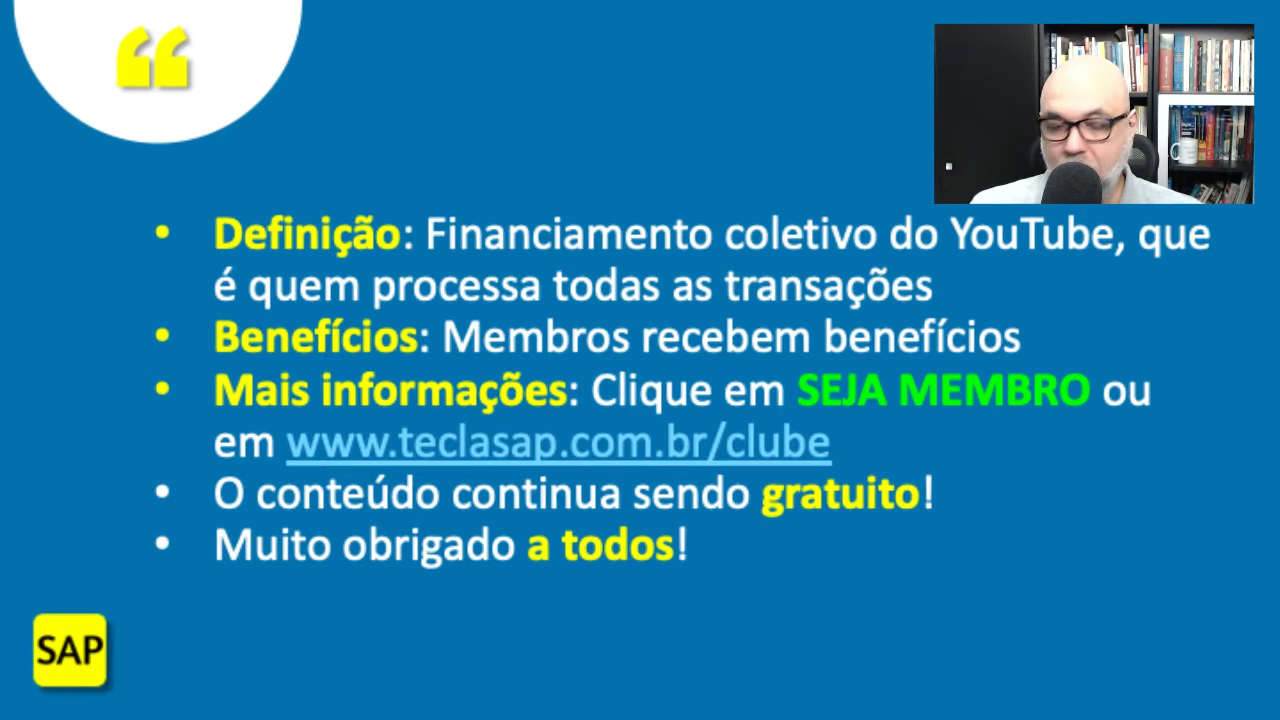 • Definição: Financiamento coletivo do YouTube, que
é quem processa todas as transações
• Benefícios: Membros recebem benefícios
• Mais informações: Clique em SEJA MEMBRO ou
em www.teclasap.com.br/clube
• O conteúdo continua sendo gratuito!
• Muito obrigado a todos!
SAP